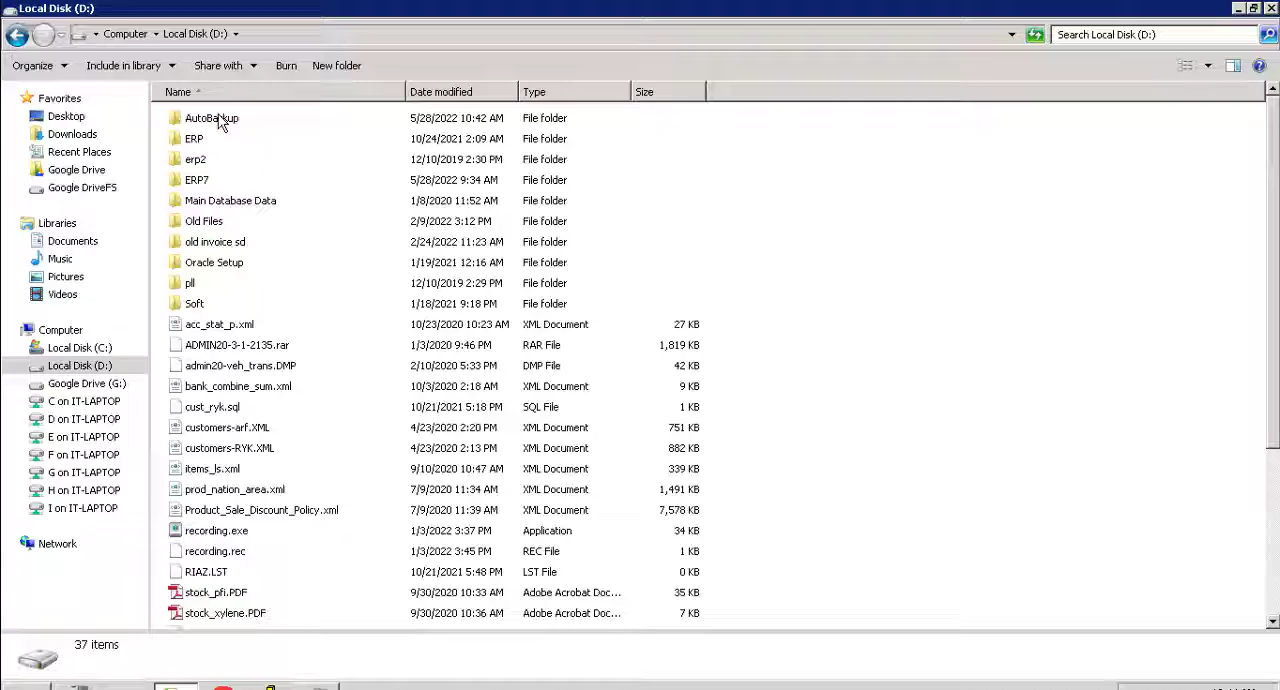 Local Disk (D:)
Computer Local Disk (D:) Search Local Disk (D:)
Organize Include in library Share with Burn New folder
Name Date modified Type Size
Favorites
Desktop
Downloads
Recent Places
Google Drive
Google DriveFS
Libraries
Documents
Music
Pictures
Videos
Computer
Local Disk (C:)
Local Disk (D:)
Google Drive (G:)
C on IT-LAPTOP
D on IT-LAPTOP
E on IT-LAPTOP
F on IT-LAPTOP
G on IT-LAPTOP
H on IT-LAPTOP
I on IT-LAPTOP
Network
AutoBackup 5/28/2022 10:42 AM File folder
ERP 10/24/2021 2:09 AM File folder
erp2 12/10/2019 2:30 PM File folder
ERP7 5/28/2022 9:34 AM File folder
Main Database Data 1/8/2020 11:52 AM File folder
Old Files 2/9/2022 3:12 PM File folder
old invoice sd 2/24/2022 11:23 AM File folder
Oracle Setup 1/19/2021 12:16 AM File folder
pll 12/10/2019 2:29 PM File folder
Soft 1/18/2021 9:18 PM File folder
acc_stat_p.xml 10/23/2020 10:23 AM XML Document 27 KB
ADMIN20-3-1-2135.rar 1/3/2020 9:46 PM RAR File 1,819 KB
admin20-veh_trans.DMP 2/10/2020 5:33 PM DMP File 42 KB
bank_combine_sum.xml 10/3/2020 2:18 AM XML Document 9 KB
cust_ryk.sql 10/21/2021 5:18 PM SQL File 1 KB
customers-arf.XML 4/23/2020 2:20 PM XML Document 751 KB
customers-RYK.XML 4/23/2020 2:13 PM XML Document 882 KB
items_ls.xml 9/10/2020 10:47 AM XML Document 339 KB
prod_nation_area.xml 7/9/2020 11:34 AM XML Document 1,491 KB
Product_Sale_Discount_Policy.xml 7/9/2020 11:39 AM XML Document 7,578 KB
recording.exe 1/3/2022 3:37 PM Application 34 KB
recording.rec 1/3/2022 3:45 PM REC File 1 KB
RIAZ.LST 10/21/2021 5:48 PM LST File 0 KB
stock_pfi.PDF 9/30/2020 10:33 AM Adobe Acrobat Doc... 35 KB
stock_xylene.PDF 9/30/2020 10:36 AM Adobe Acrobat Doc... 7 KB
37 items